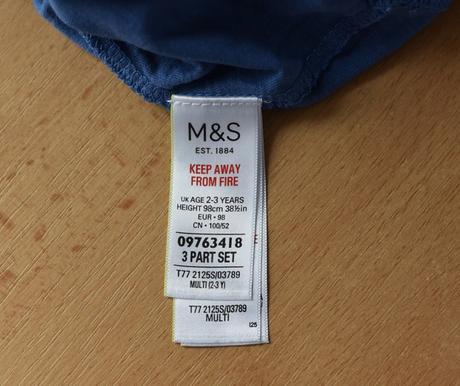 M&S
EST. 1884
KEEP AWAY
FROM FIRE
UK AGE 2-3 YEARS
HEIGHT 98cm 38½in
EUR • 98
CN • 100/52
09763418
3 PART SET
T77 2125S/03789
MULTI (2-3 Y)
E
T77 2125S/03789
MULTI
I25